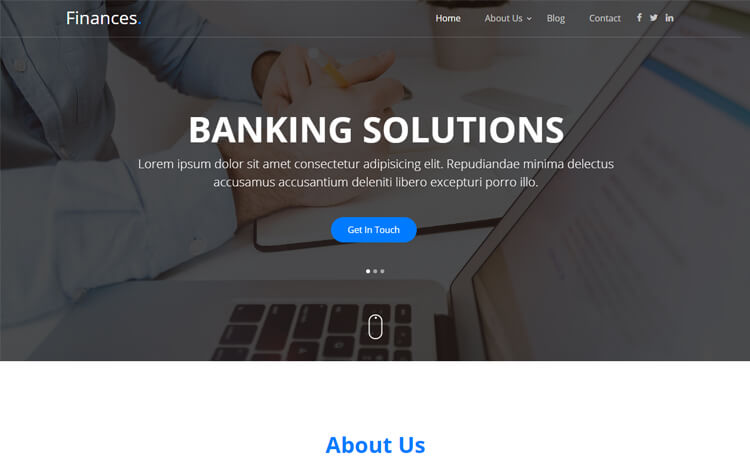 Finances.
Home About Us Blog Contact
BANKING SOLUTIONS
Lorem ipsum dolor sit amet consectetur adipisicing elit. Repudiandae minima delectus
accusamus accusantium deleniti libero excepturi porro illo.
Get In Touch
About Us